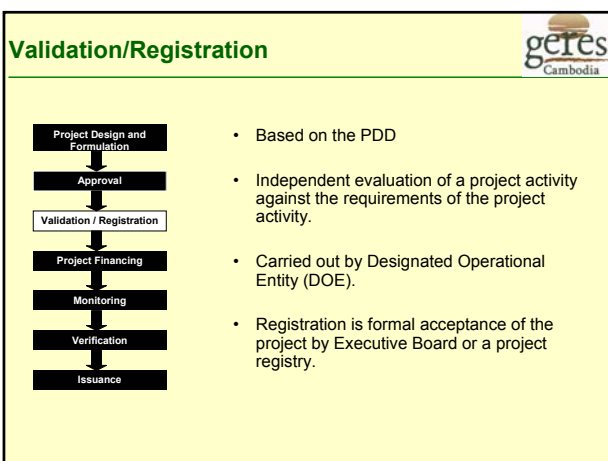 Validation/Registration
geres
Cambodia
Project Design and
Formulation
Approval
Validation / Registration
Project Financing
Monitoring
Verification
Issuance
• Based on the PDD
• Independent evaluation of a project activity
against the requirements of the project
activity.
• Carried out by Designated Operational
Entity (DOE).
• Registration is formal acceptance of the
project by Executive Board or a project
registry.